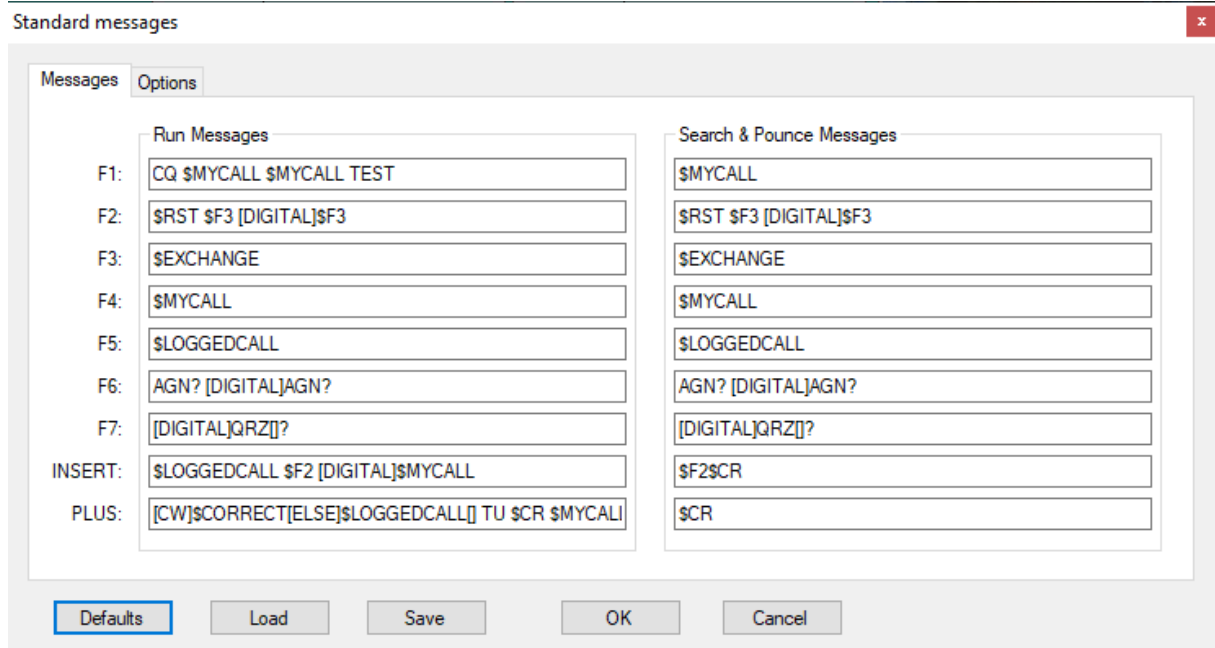 Standard messages
x
Messages Options
Run Messages Search & Pounce Messages
F1: CQ $MYCALL $MYCALL TEST $MYCALL
F2: $RST $F3 [DIGITAL]$F3 $RST $F3 [DIGITAL]$F3
F3: $EXCHANGE $EXCHANGE
F4: $MYCALL $MYCALL
F5: $LOGGEDCALL $LOGGEDCALL
F6: AGN? [DIGITAL]AGN? AGN? [DIGITAL]AGN?
F7: [DIGITAL]QRZ[]? [DIGITAL]QRZ[]?
INSERT: $LOGGEDCALL $F2 [DIGITAL]$MYCALL $F2$CR
PLUS: [CW]$CORRECT[ELSE]$LOGGEDCALL[] TU $CR $MYCAL $CR
Defaults Load Save OK Cancel